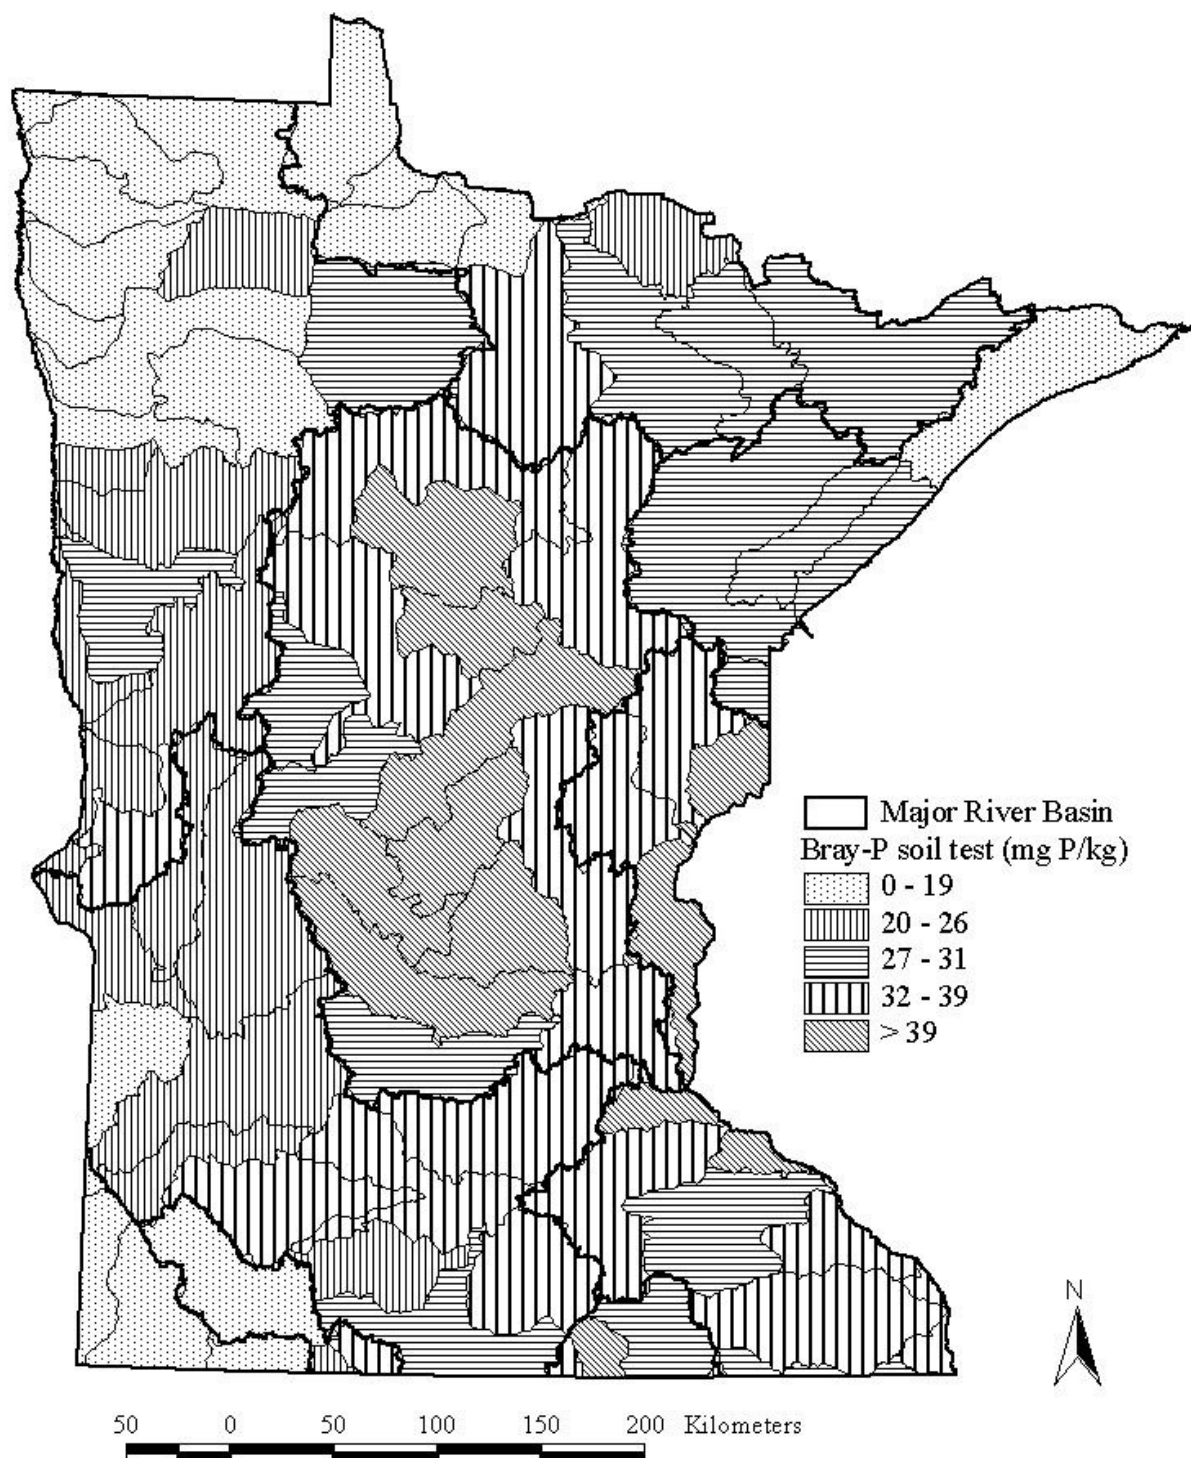 Major River Basin
Bray-P soil test (mg P/kg)
0 - 19
20 - 26
27 - 31
32 - 39
> 39
N
50 0 50 100 150 200 Kilometers